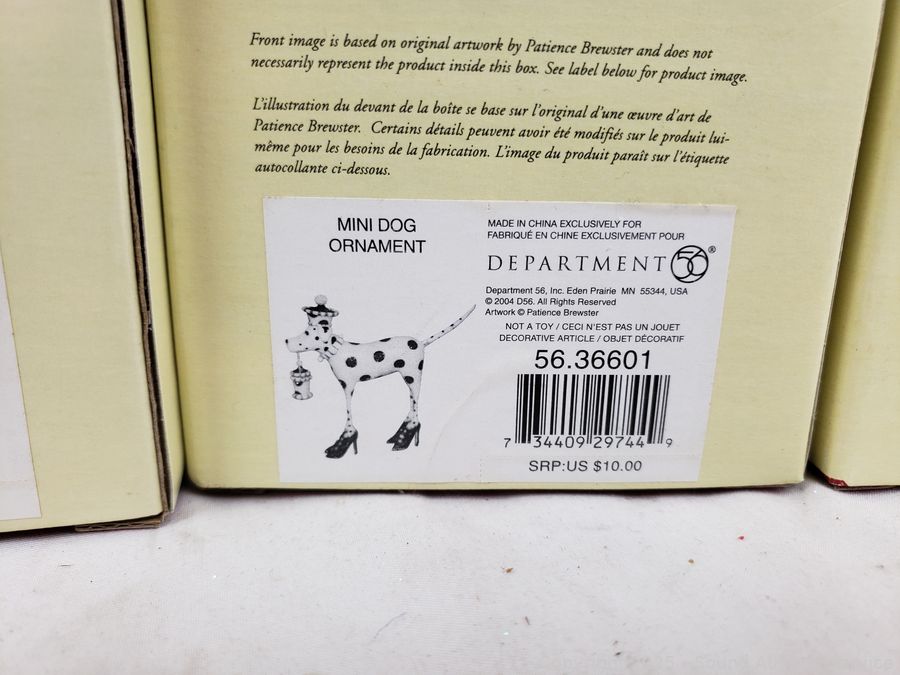 Front image is based on original artwork by Patience Brewster and does not
necessarily represent the product inside this box. See label below for product image.
L'illustration du devant de la boîte se base sur l'original d'une œuvre d'art de
Patience Brewster. Certains détails peuvent avoir été modifiés sur le produit lui-
même pour les besoins de la fabrication. L'image du produit paraît sur l'étiquette
autocollante ci-dessous.
MINI DOG
ORNAMENT
MADE IN CHINA EXCLUSIVELY FOR
FABRIQUÉ EN CHINE EXCLUSIVEMENT POUR
DEPARTMENT 56®
Department 56, Inc. Eden Prairie MN 55344, USA
© 2004 D56. All Rights Reserved
Artwork © Patience Brewster
NOT A TOY / CECI N'EST PAS UN JOUET
DECORATIVE ARTICLE / OBJET DÉCORATIF
56.36601
7 34409 29744 9
SRP:US $10.00